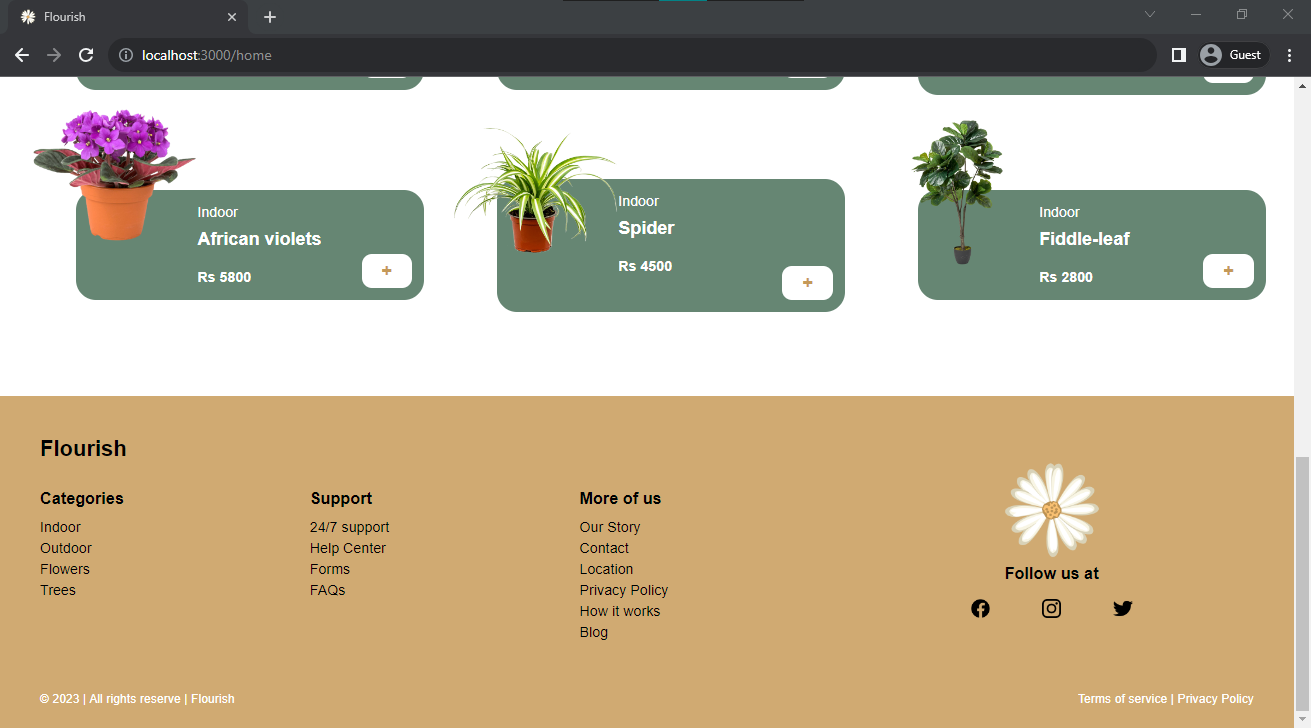 Flourish
localhost:3000/home
Guest
Indoor
African violets
Rs 5800
+
Indoor
Spider
Rs 4500
+
Indoor
Fiddle-leaf
Rs 2800
+
Flourish
Categories
Indoor
Outdoor
Flowers
Trees
Support
24/7 support
Help Center
Forms
FAQs
More of us
Our Story
Contact
Location
Privacy Policy
How it works
Blog
Follow us at
© 2023 | All rights reserve | Flourish
Terms of service | Privacy Policy